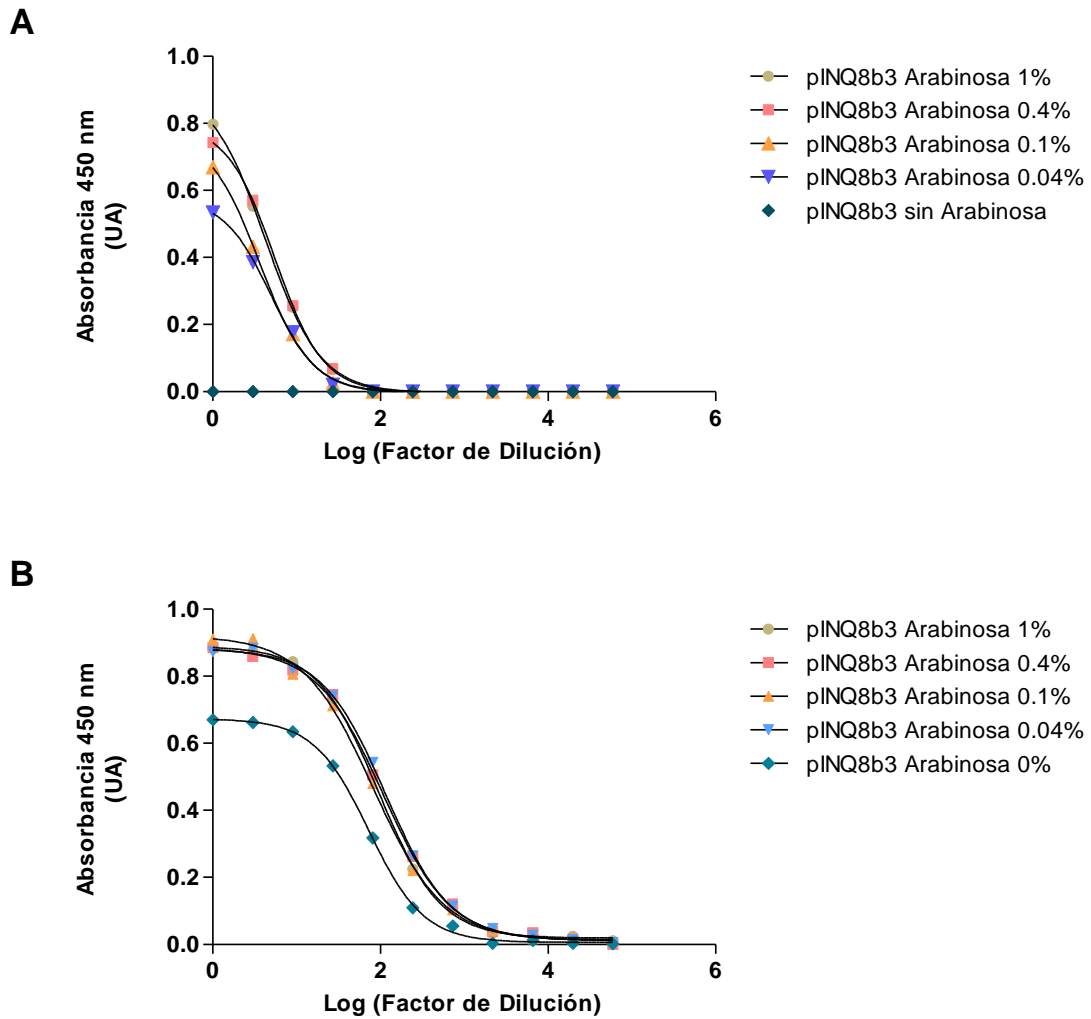 A
1.0
0.8
0.6
0.4
0.2
0.0
Absorbancia 450 nm
(UA)
0
2
4
6
Log (Factor de Dilución)
pINQ8b3 Arabinosa 1%
pINQ8b3 Arabinosa 0.4%
pINQ8b3 Arabinosa 0.1%
pINQ8b3 Arabinosa 0.04%
pINQ8b3 sin Arabinosa
B
1.0
0.8
0.6
0.4
0.2
0.0
Absorbancia 450 nm
(UA)
0
2
4
6
Log (Factor de Dilución)
pINQ8b3 Arabinosa 1%
pINQ8b3 Arabinosa 0.4%
pINQ8b3 Arabinosa 0.1%
pINQ8b3 Arabinosa 0.04%
pINQ8b3 Arabinosa 0%